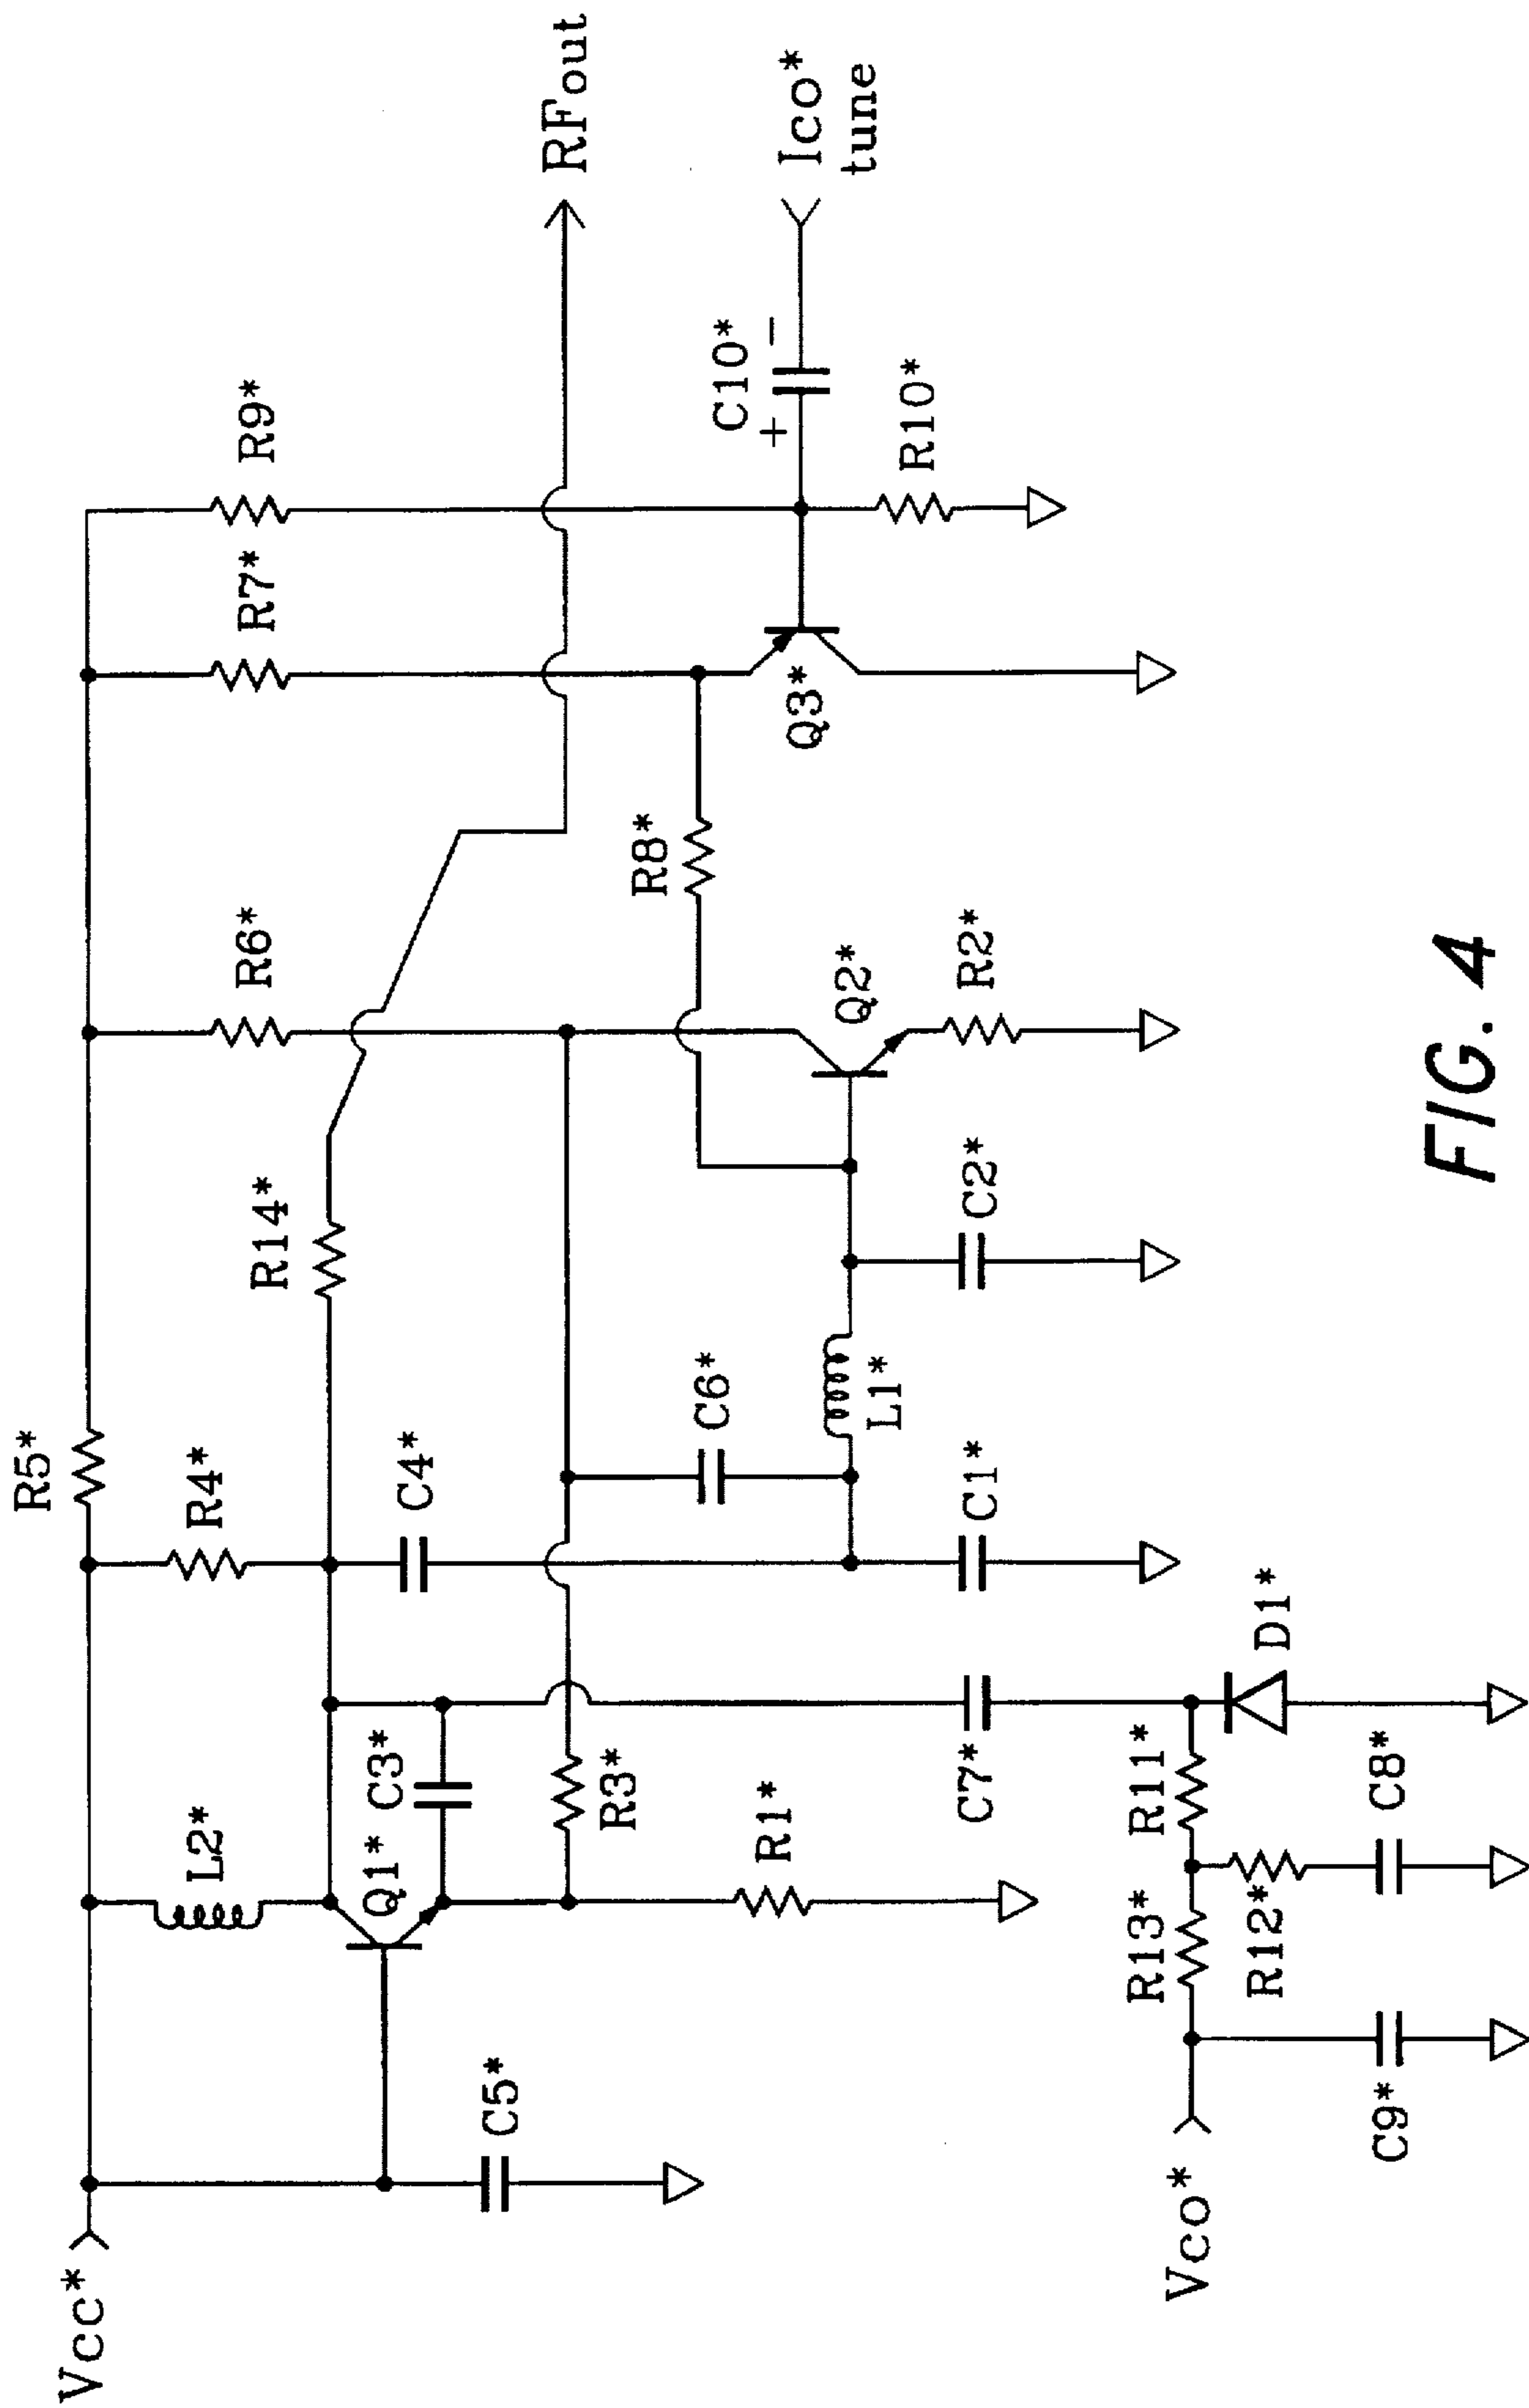 Vcc*
R5*
L2*
R4*
R6*
R7*
R9*
R14*
Q1*
C3*
C4*
RFout
C5*
R3*
C6*
R8*
C10*
+
−
Ico*
tune
R1*
L1*
Q2*
Q3*
R10*
C7*
C1*
C2*
R2*
Vco*
R13*
R11*
D1*
R12*
C9*
C8*
FIG. 4